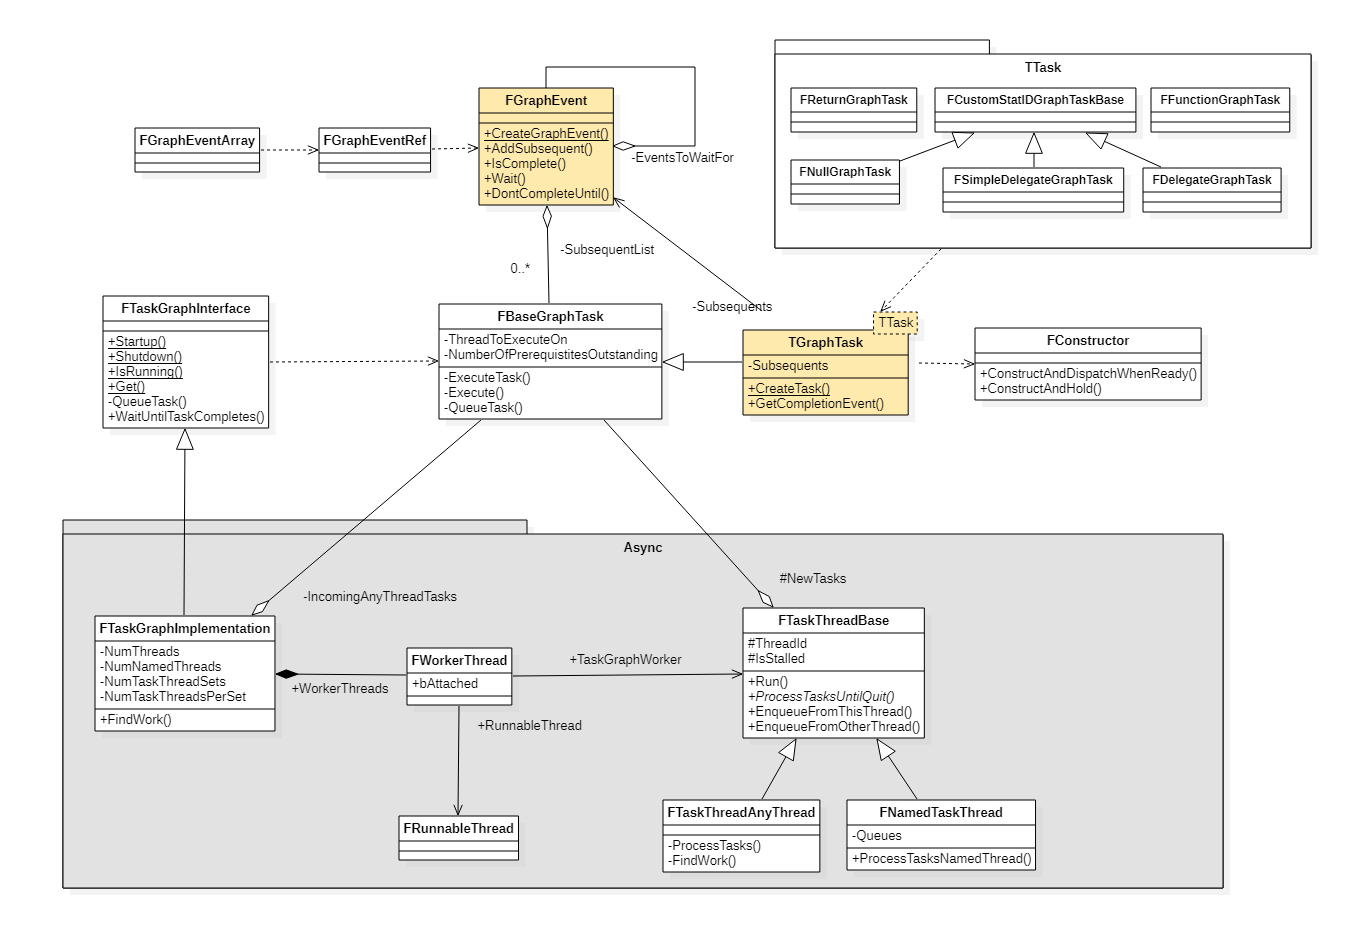 TTask
FReturnGraphTask
FCustomStatIDGraphTaskBase
FFunctionGraphTask
FNullGraphTask
FSimpleDelegateGraphTask
FDelegateGraphTask
FGraphEvent
+CreateGraphEvent()
+AddSubsequent()
+IsComplete()
+Wait()
+DontCompleteUntil()
-EventsToWaitFor
FGraphEventArray
FGraphEventRef
-SubsequentList
0..*
-Subsequents
FTaskGraphInterface
+Startup()
+Shutdown()
+IsRunning()
+Get()
-QueueTask()
+WaitUntilTaskCompletes()
FBaseGraphTask
-ThreadToExecuteOn
-NumberOfPrerequistitesOutstanding
-ExecuteTask()
-Execute()
-QueueTask()
TTask
TGraphTask
-Subsequents
+CreateTask()
+GetCompletionEvent()
FConstructor
+ConstructAndDispatchWhenReady()
+ConstructAndHold()
Async
-IncomingAnyThreadTasks
#NewTasks
FTaskGraphImplementation
-NumThreads
-NumNamedThreads
-NumTaskThreadSets
-NumTaskThreadsPerSet
+FindWork()
+WorkerThreads
FWorkerThread
+bAttached
+TaskGraphWorker
+RunnableThread
FTaskThreadBase
#ThreadId
#IsStalled
+Run()
+ProcessTasksUntilQuit()
+EnqueueFromThisThread()
+EnqueueFromOtherThread()
FRunnableThread
FTaskThreadAnyThread
-ProcessTasks()
-FindWork()
FNamedTaskThread
-Queues
+ProcessTasksNamedThread()